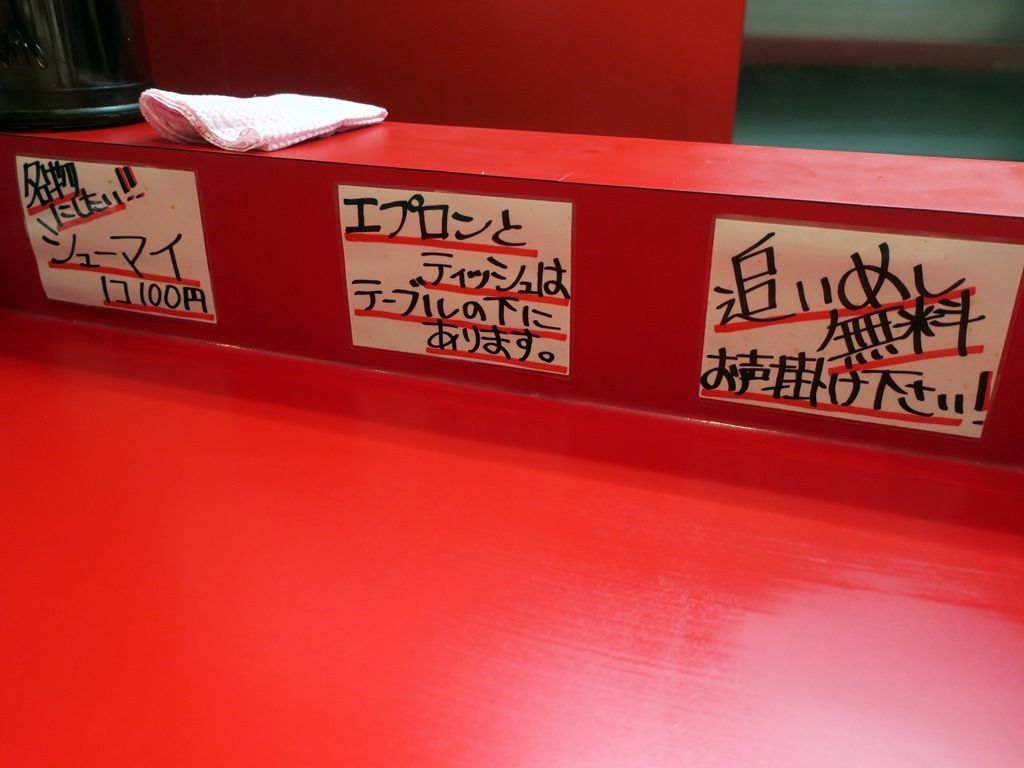 名物
にしたい!!
シューマイ
1コ100円
エプロンと
ティッシュは
テーブルの下に
あります。
追いめし
無料
お声掛け下さい!